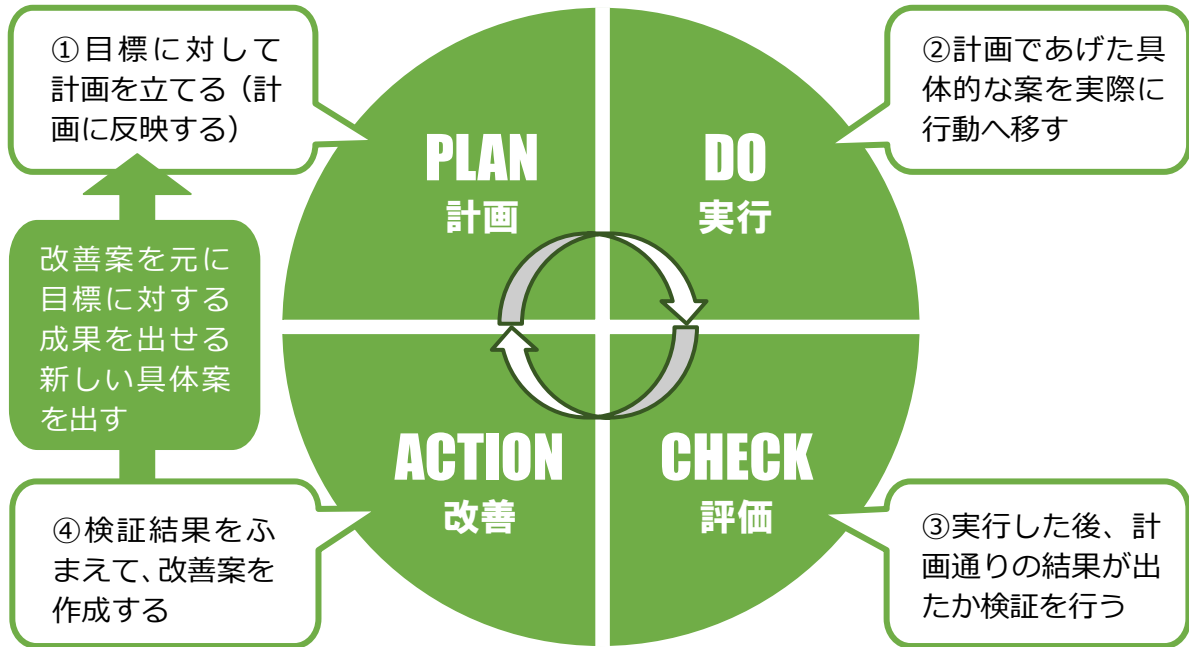 ①目標に対して
計画を立てる（計
画に反映する）
PLAN
計画
DO
実行
②計画であげた具
体的な案を実際に
行動へ移す
改善案を元に
目標に対する
成果を出せる
新しい具体案
を出す
ACTION
改善
CHECK
評価
④検証結果をふ
まえて、改善案を
作成する
③実行した後、計
画通りの結果が出
たか検証を行う